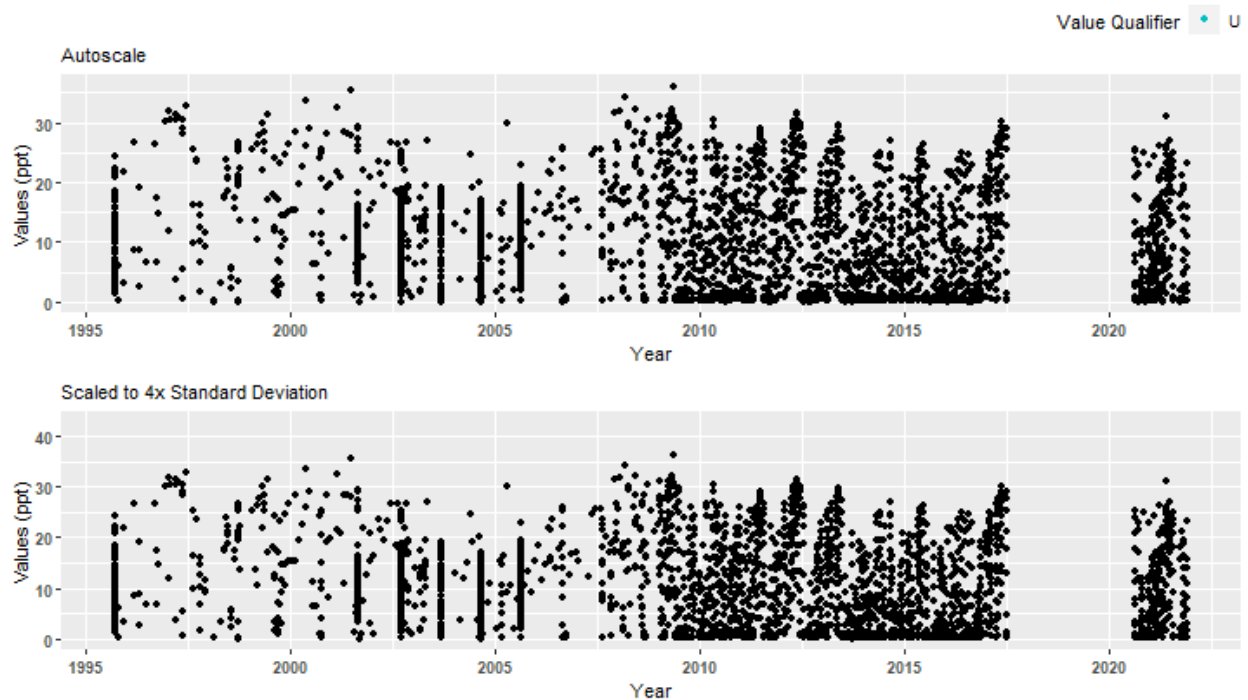 Value Qualifier U
Autoscale
Values (ppt)
30
20
10
0
1995 2000 2005 2010 2015 2020
Year
Scaled to 4x Standard Deviation
Values (ppt)
40
30
20
10
0
1995 2000 2005 2010 2015 2020
Year